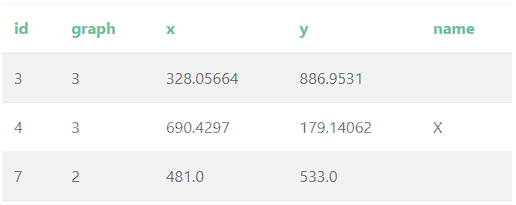 id graph x y name
3 3 328.05664 886.9531
4 3 690.4297 179.14062 X
7 2 481.0 533.0